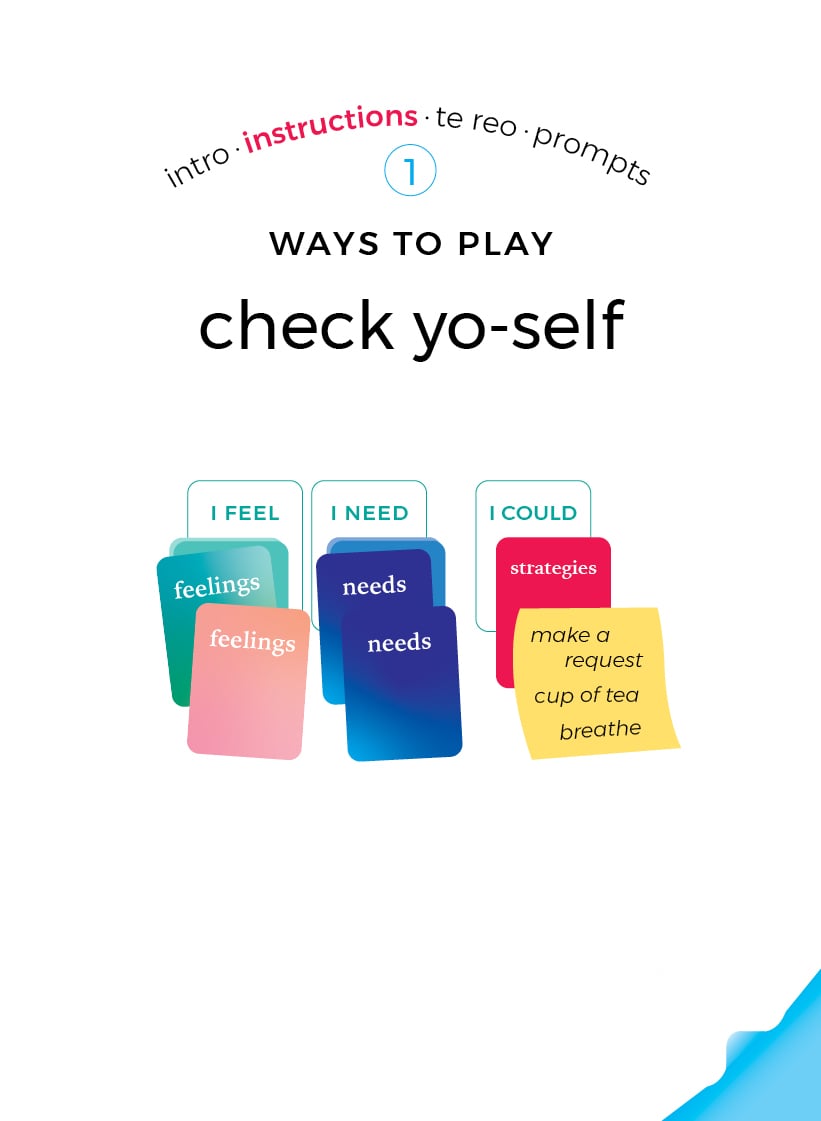 intro · instructions · te reo · prompts
1
WAYS TO PLAY
check yo-self
I FEEL
I NEED
I COULD
feelings
feelings
needs
needs
strategies
make a
request
cup of tea
breathe